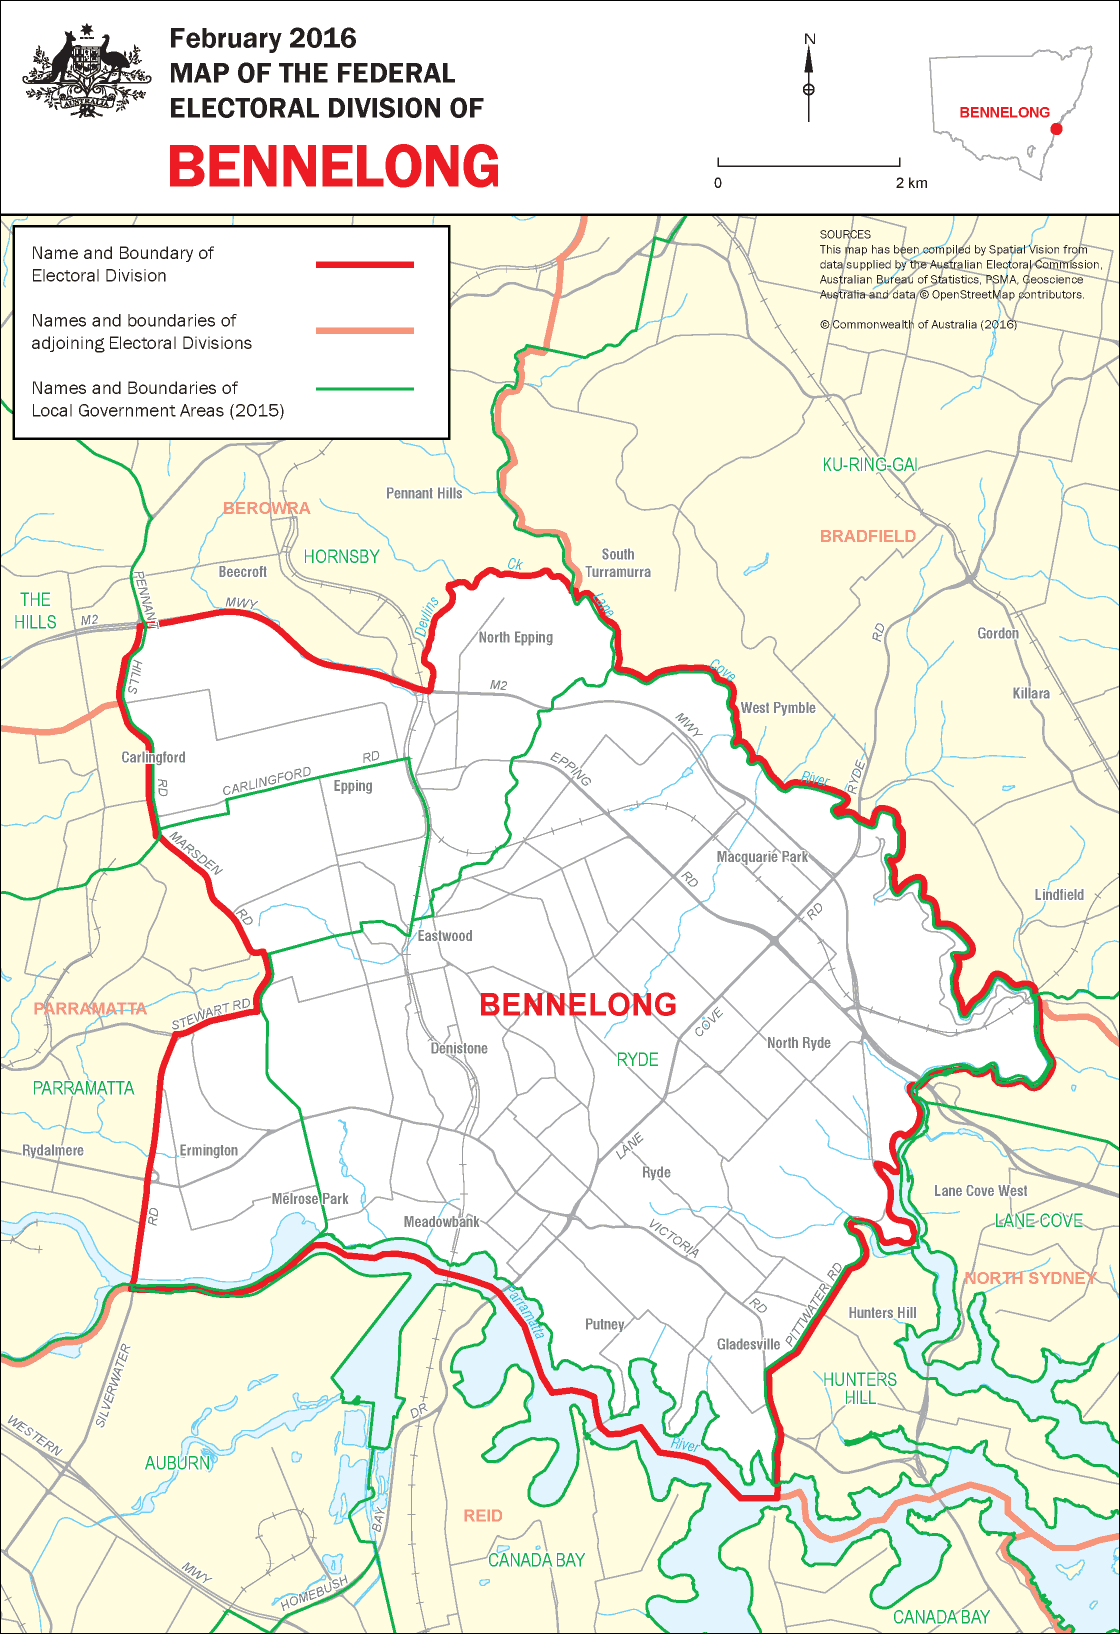 February 2016
MAP OF THE FEDERAL
ELECTORAL DIVISION OF
BENNELONG
AUSTRALIA
N
0
2 km
BENNELONG
Name and Boundary of
Electoral Division
Names and boundaries of
adjoining Electoral Divisions
Names and Boundaries of
Local Government Areas (2015)
SOURCES
This map has been compiled by Spatial Vision from
data supplied by the Australian Electoral Commission,
Australian Bureau of Statistics, PSMA, Geoscience
Australia and data © OpenStreetMap contributors.
© Commonwealth of Australia (2016)
KU-RING-GAI
Pennant Hills
BEROWRA
BRADFIELD
HORNSBY
South
Turramurra
Beecroft
Ck
PENNANT
THE
HILLS
MWY
Devlins
Lane
M2
North Epping
RD
Gordon
HILLS
Cove
M2
Killara
West Pymble
MWY
Carlingford
RD
EPPING
River
RYDE
CARLINGFORD
RD
Epping
MARSDEN
Macquarie Park
RD
Lindfield
RD
RD
Eastwood
BENNELONG
PARRAMATTA
STEWART RD
COVE
North Ryde
Denistone
RYDE
PARRAMATTA
LANE
Rydalmere
Ermington
Ryde
Lane Cove West
Melrose Park
RD
Meadowbank
VICTORIA
LANE COVE
NORTH SYDNEY
PITTWATER RD
Parramatta
RD
Hunters Hill
Putney
Gladesville
SILVERWATER
HUNTERS
HILL
DR
WESTERN
River
AUBURN
REID
BAY
CANADA BAY
MWY
HOMEBUSH
CANADA BAY